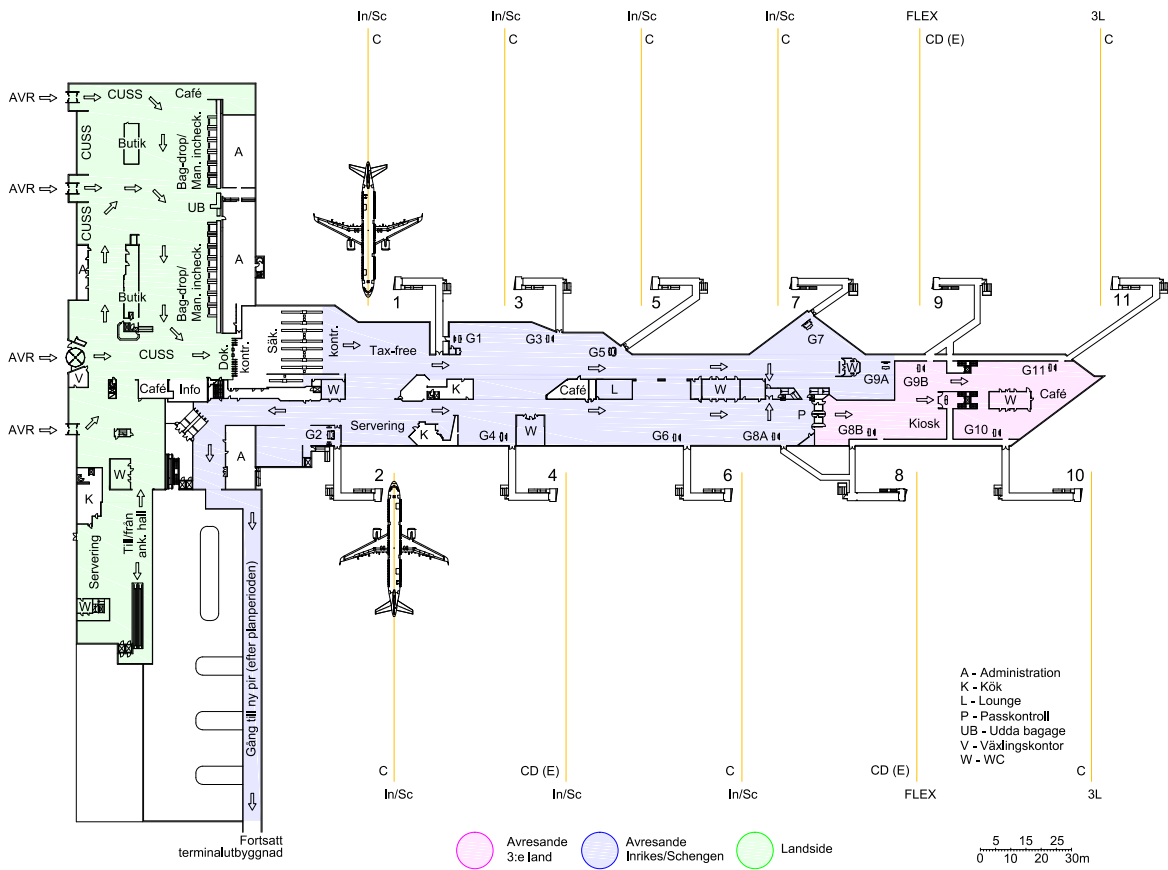 In/Sc
In/Sc
In/Sc
In/Sc
FLEX
3L
C
C
C
C
CD (E)
C
AVR
CUSS
Café
CUSS
Butik
Bag-drop/
Man. incheck.
A
AVR
UB
CUSS
A
Butik
Bag-drop/
Man. incheck.
A
1
3
5
7
9
11
AVR
CUSS
V
Café
Info
Dok.
kontr.
Säk.
kontr.
Tax-free
G1
G3
G5
G7
W
G9A
G9B
G11
W
K
Café
L
W
P
Kiosk
W
Café
AVR
A
G2
Servering
K
G4
W
G6
G8A
G8B
G10
2
4
6
8
10
W
K
Till/från
ank. hall
Servering
W
Gång till ny pir (efter planperioden)
A - Administration
K - Kök
L - Lounge
P - Passkontroll
UB - Udda bagage
V - Växlingskontor
W - WC
C
CD (E)
C
CD (E)
C
In/Sc
In/Sc
In/Sc
FLEX
3L
Fortsatt
terminalutbyggnad
Avresande
3:e land
Avresande
Inrikes/Schengen
Landside
5 15 25
0 10 20 30m